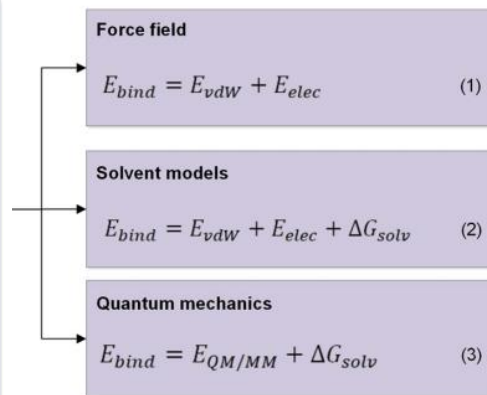 Force field
E_bind = E_vdW + E_elec (1)
Solvent models
E_bind = E_vdW + E_elec + ΔG_solv (2)
Quantum mechanics
E_bind = E_QM/MM + ΔG_solv (3)